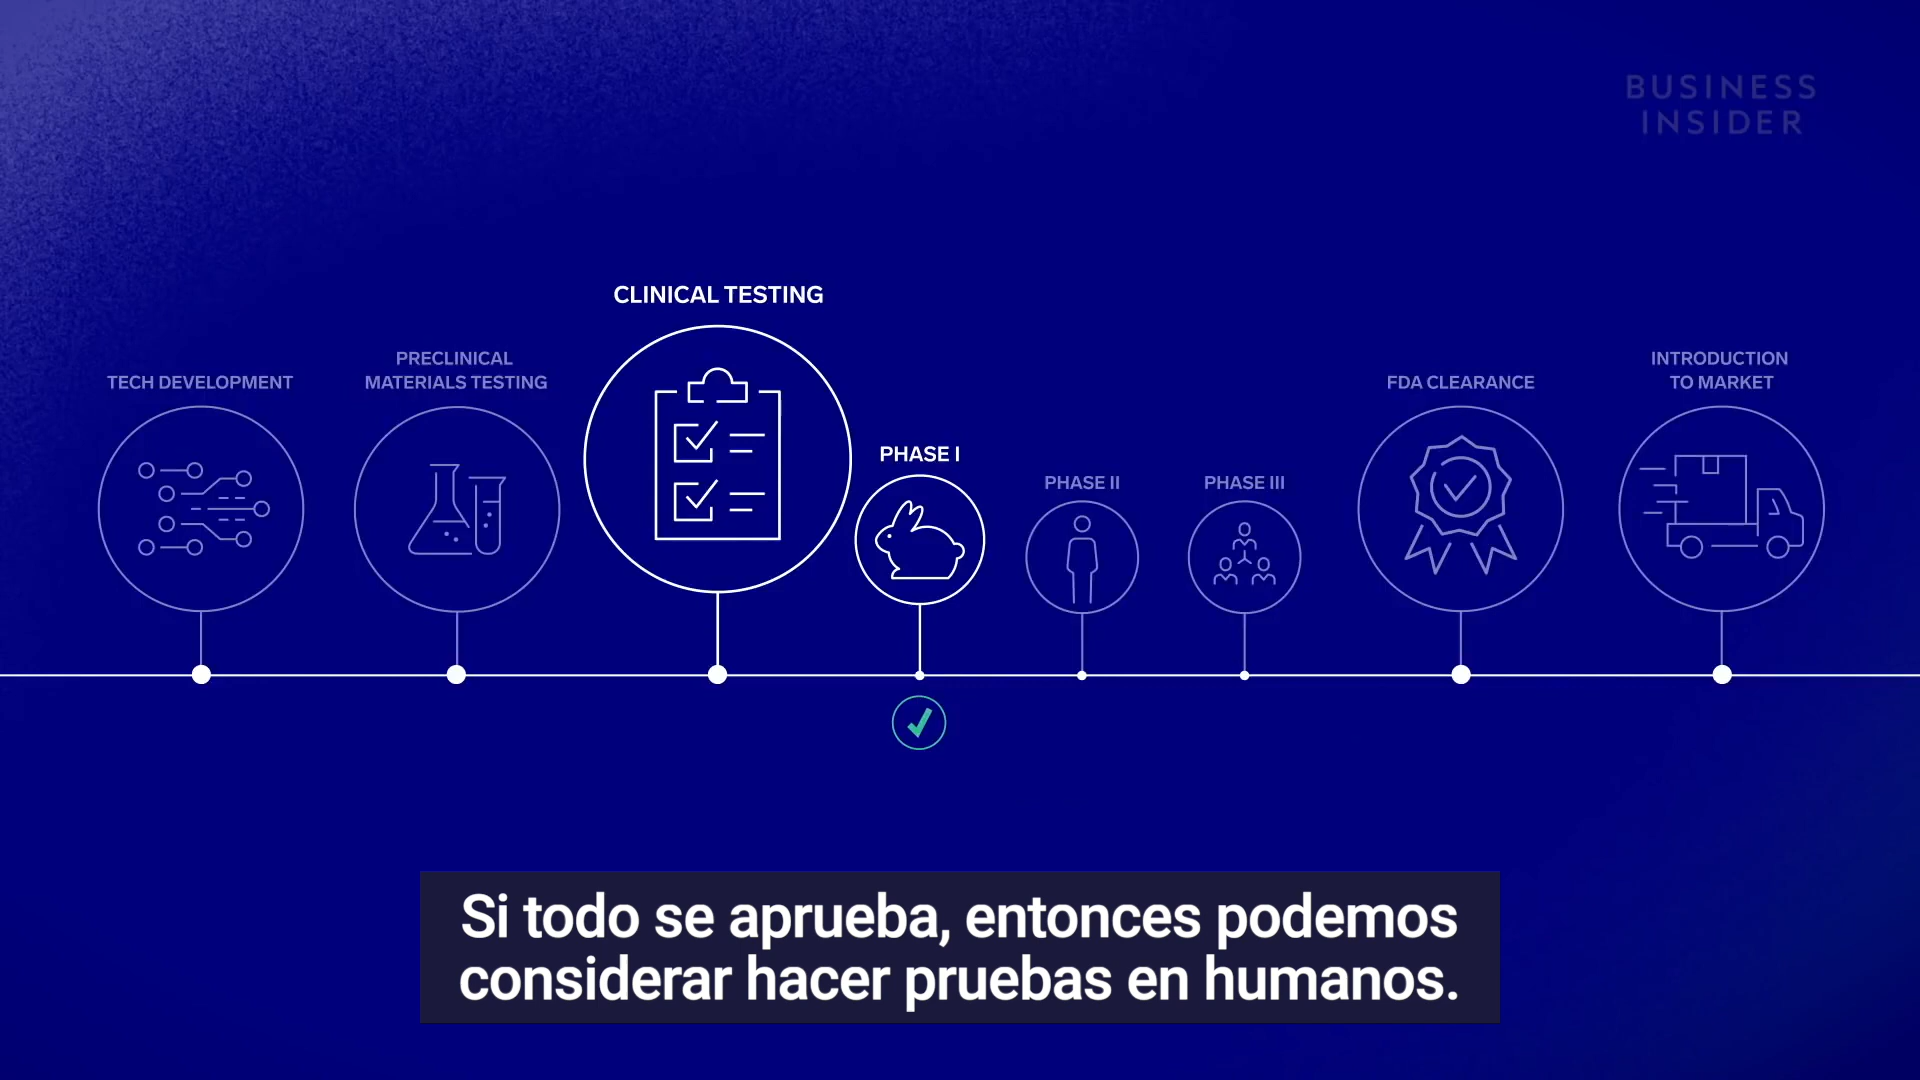 BUSINESS
INSIDER
CLINICAL TESTING
PRECLINICAL
MATERIALS TESTING
INTRODUCTION
TO MARKET
TECH DEVELOPMENT
FDA CLEARANCE
PHASE I
PHASE II
PHASE III
Si todo se aprueba, entonces podemos
considerar hacer pruebas en humanos.